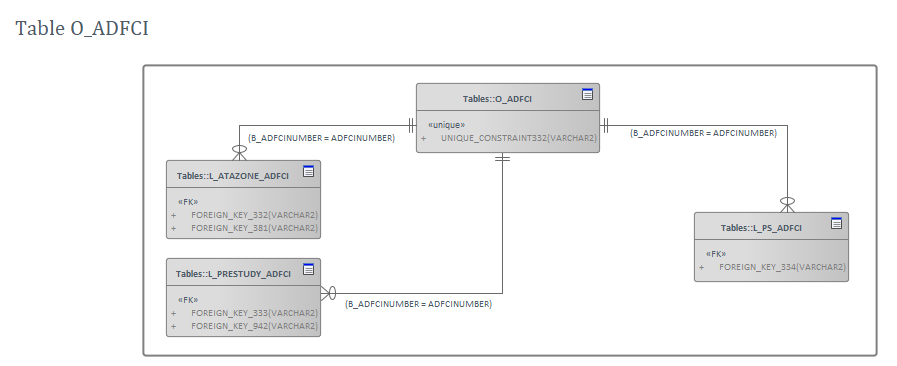 Table O_ADFCI
Tables::O_ADFCI
«unique»
+ UNIQUE_CONSTRAINT332(VARCHAR2)
(B_ADFCINUMBER = ADFCINUMBER)
(B_ADFCINUMBER = ADFCINUMBER)
Tables::L_ATAZONE_ADFCI
«FK»
+ FOREIGN_KEY_332(VARCHAR2)
+ FOREIGN_KEY_381(VARCHAR2)
Tables::L_PS_ADFCI
«FK»
+ FOREIGN_KEY_334(VARCHAR2)
Tables::L_PRESTUDY_ADFCI
«FK»
+ FOREIGN_KEY_333(VARCHAR2)
+ FOREIGN_KEY_942(VARCHAR2)
(B_ADFCINUMBER = ADFCINUMBER)